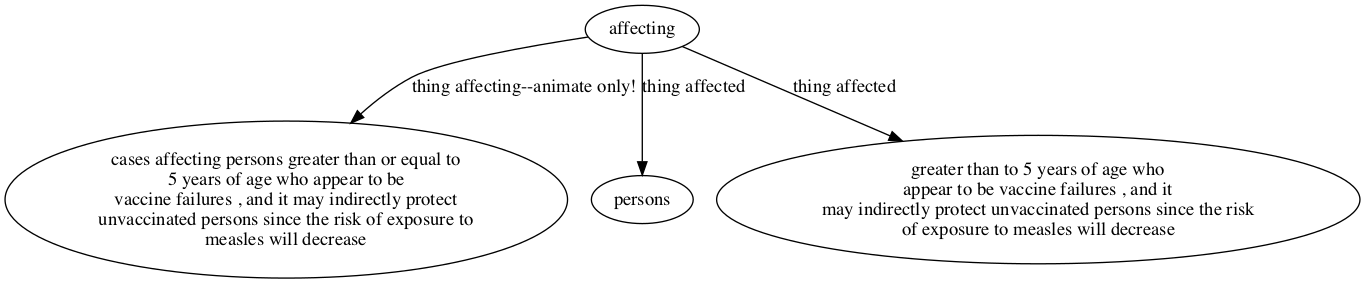 affecting
thing affecting--animate only!
thing affected
thing affected
cases affecting persons greater than or equal to
5 years of age who appear to be
vaccine failures , and it may indirectly protect
unvaccinated persons since the risk of exposure to
measles will decrease
persons
greater than to 5 years of age who
appear to be vaccine failures , and it
may indirectly protect unvaccinated persons since the risk
of exposure to measles will decrease